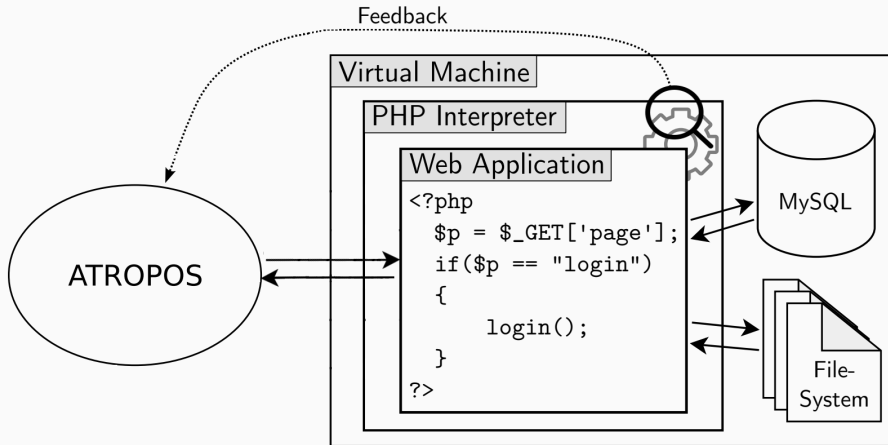 Feedback
Virtual Machine
PHP Interpreter
Web Application
<?php
$p = $_GET['page'];
if($p == "login")
{
login();
}
?>
ATROPOS
MySQL
File-
System